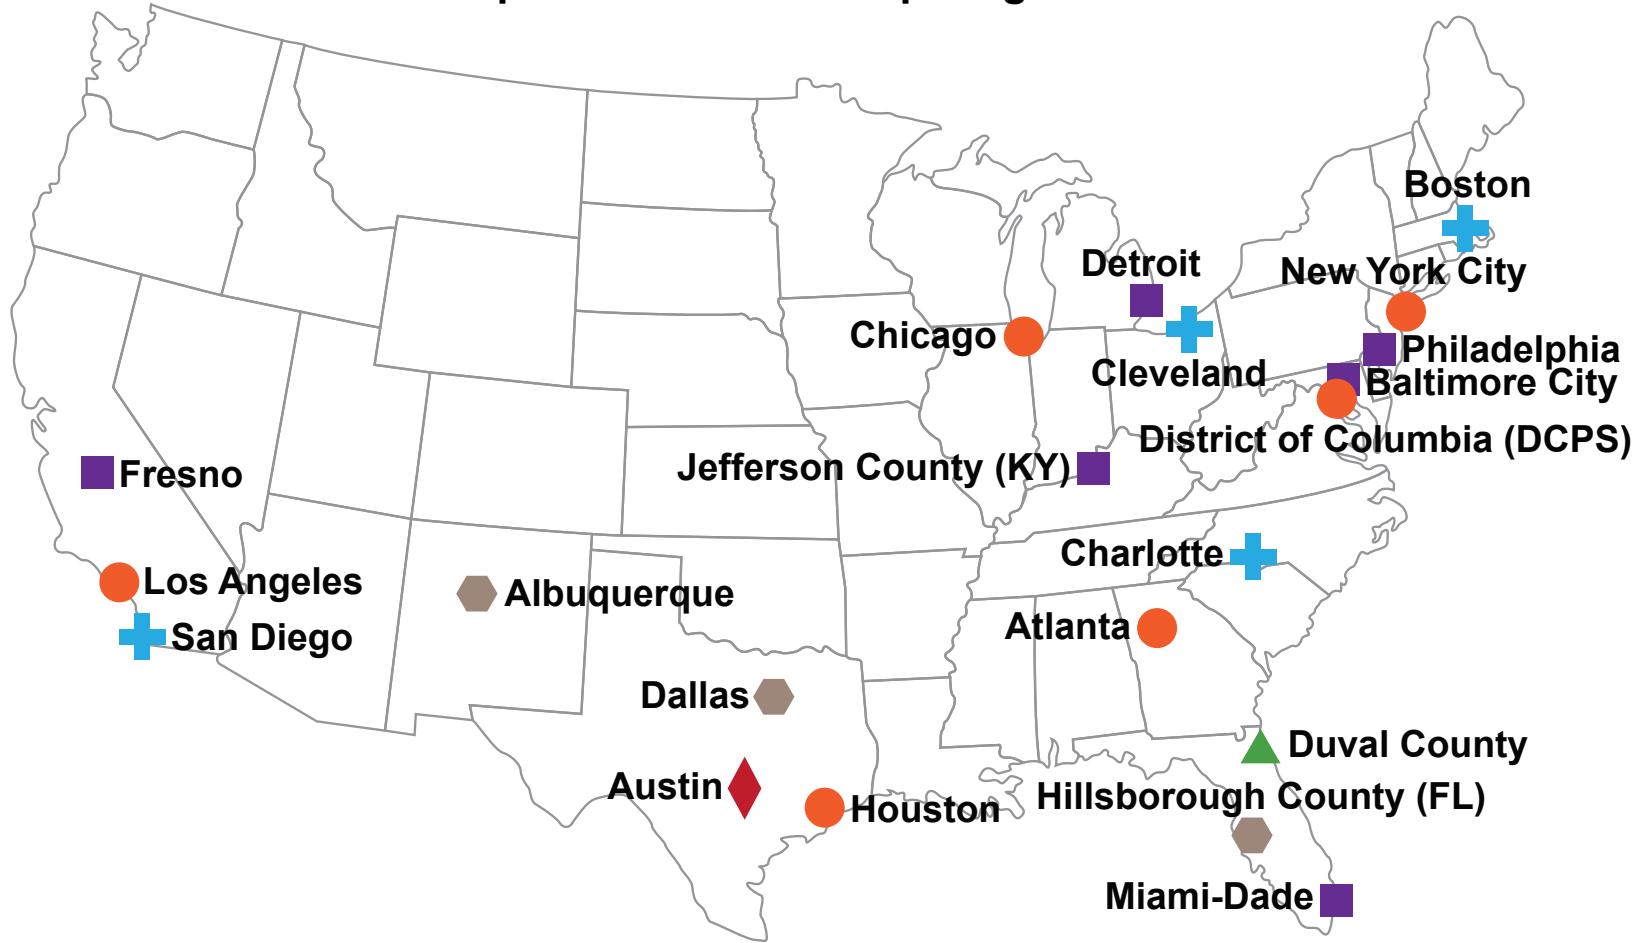 Boston
Detroit
New York City
Chicago
Philadelphia
Cleveland
Baltimore City
District of Columbia (DCPS)
Jefferson County (KY)
Fresno
Charlotte
Los Angeles
Albuquerque
Atlanta
San Diego
Dallas
Duval County
Austin
Hillsborough County (FL)
Houston
Miami-Dade